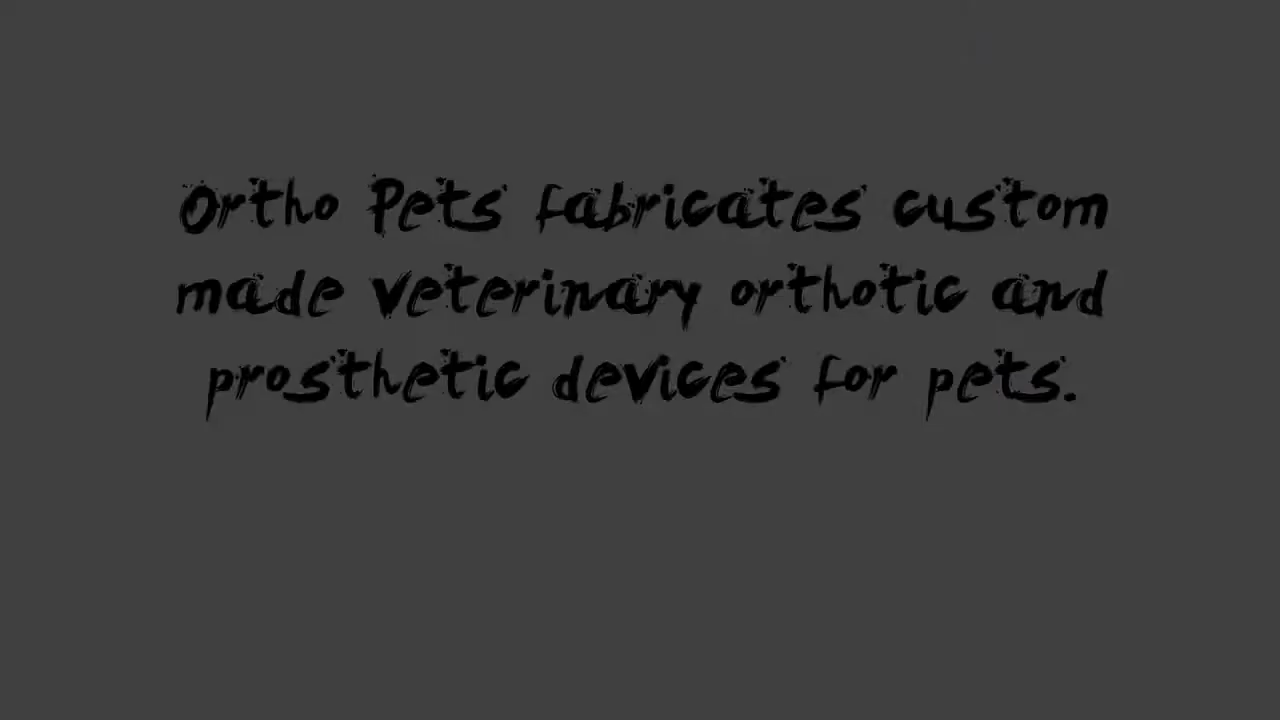 Ortho Pets fabricates custom
made veterinary orthotic and
prosthetic devices for pets.